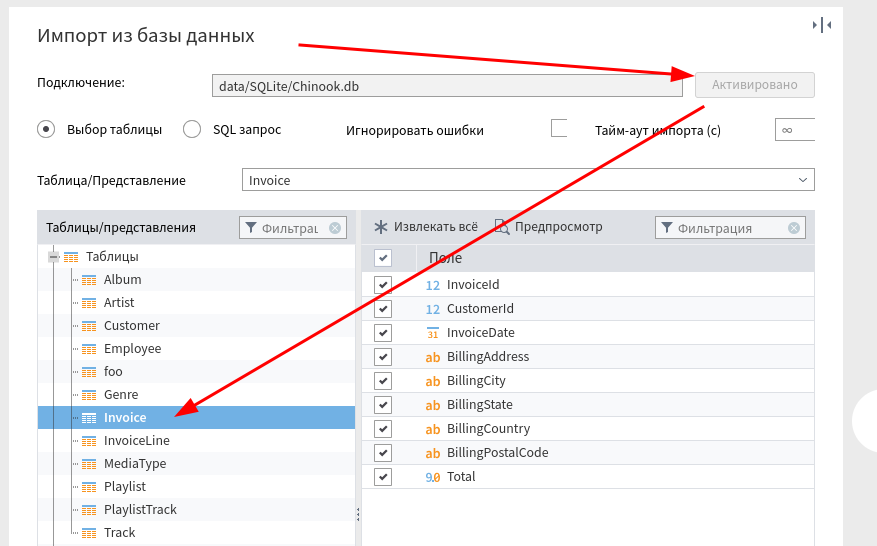 Импорт из базы данных
Подключение: data/SQLite/Chinook.db Активировано
Выбор таблицы SQL запрос Игнорировать ошибки Тайм-аут импорта (с) ∞
Таблица/Представление Invoice
Таблицы/представления Фильтрац Извлекать всё Предпросмотр Фильтрация
Таблицы
Album
Artist
Customer
Employee
foo
Genre
Invoice
InvoiceLine
MediaType
Playlist
PlaylistTrack
Track
Поле
12 InvoiceId
12 CustomerId
31 InvoiceDate
ab BillingAddress
ab BillingCity
ab BillingState
ab BillingCountry
ab BillingPostalCode
9.0 Total